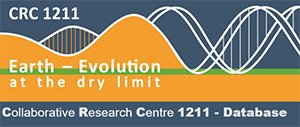 CRC 1211
Earth – Evolution
at the dry limit
Collaborative Research Centre 1211 - Database